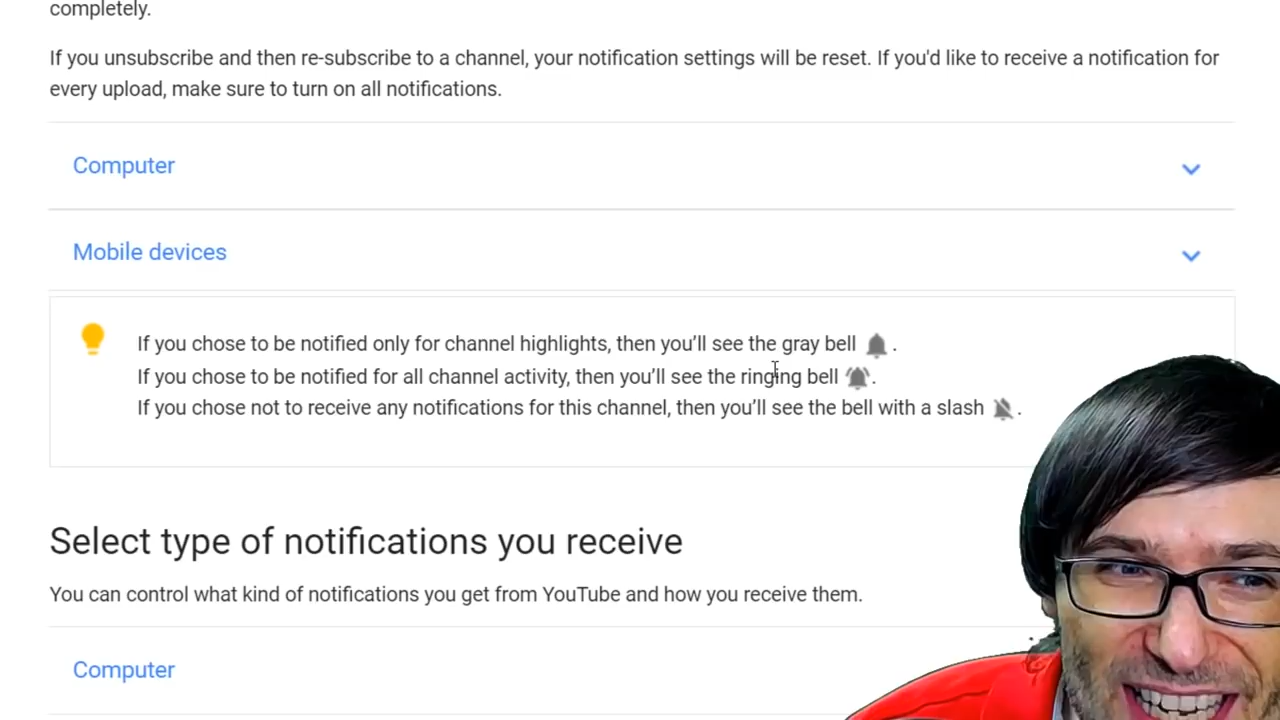 completely.
If you unsubscribe and then re-subscribe to a channel, your notification settings will be reset. If you'd like to receive a notification for
every upload, make sure to turn on all notifications.
Computer
Mobile devices
If you chose to be notified only for channel highlights, then you’ll see the gray bell .
If you chose to be notified for all channel activity, then you’ll see the ringing bell .
If you chose not to receive any notifications for this channel, then you’ll see the bell with a slash .
Select type of notifications you receive
You can control what kind of notifications you get from YouTube and how you receive them.
Computer